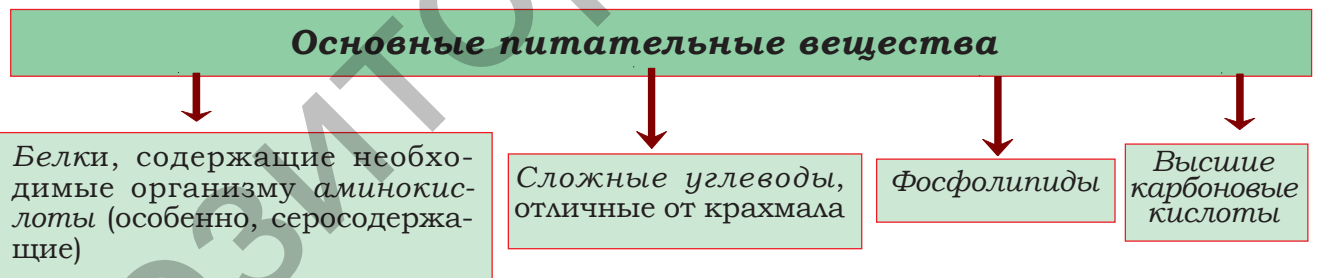 Основные питательные вещества
Белки, содержащие необхо-
димые организму аминокис-
лоты (особенно, серосодержа-
щие)
Сложные углеводы,
отличные от крахмала
Фосфолипиды
Высшие
карбоновые
кислоты